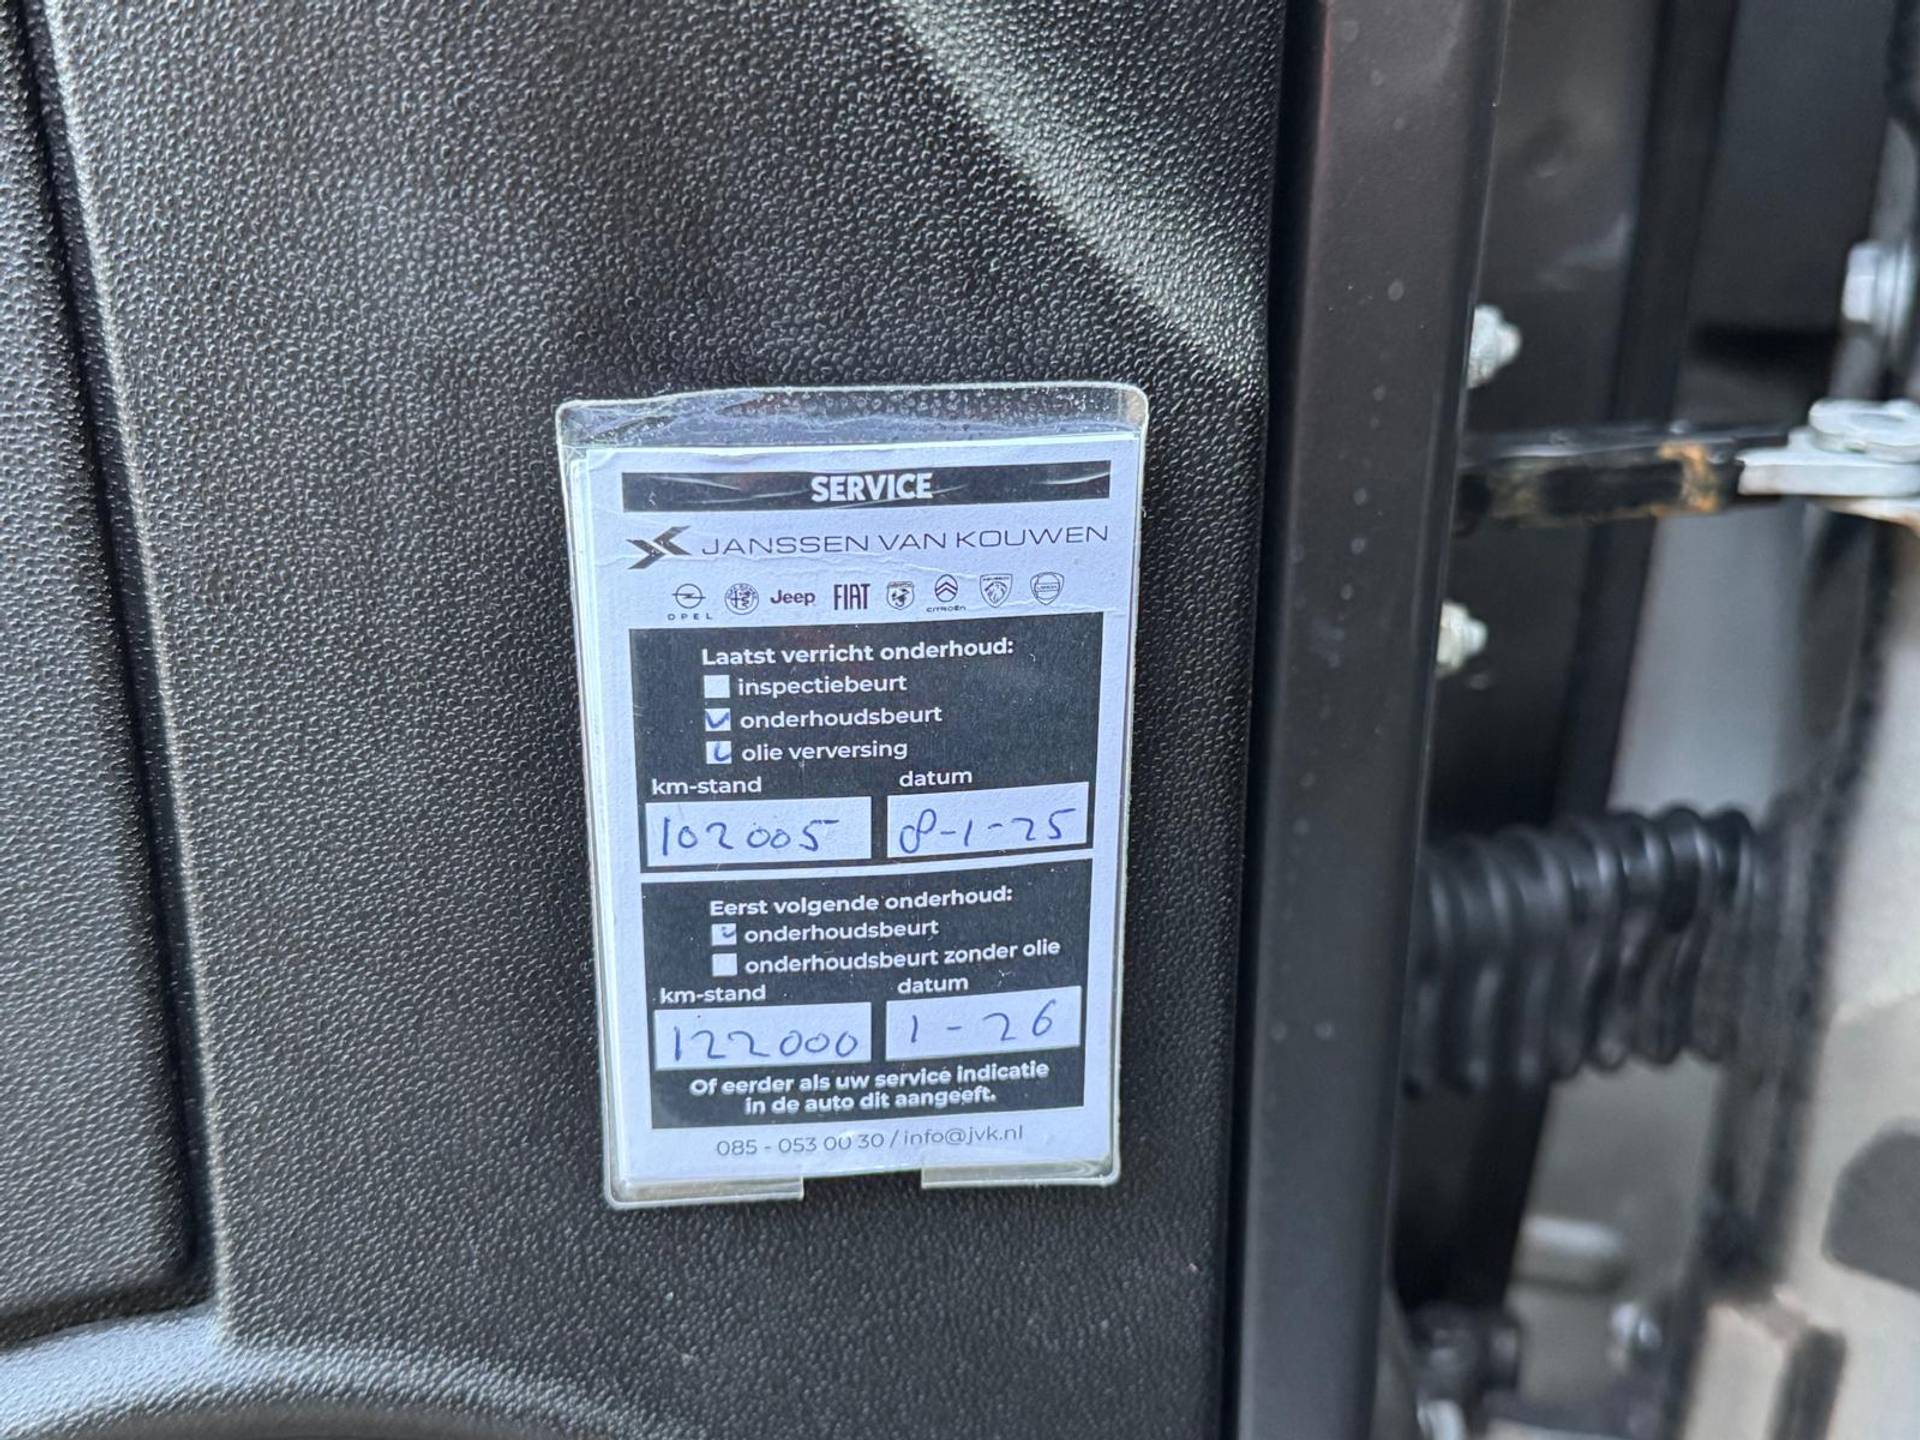 SERVICE
JANSSEN VAN KOUWEN
OPEL Jeep FIAT CITROËN
Laatst verricht onderhoud:
inspectiebeurt
onderhoudsbeurt
olie verversing
km-stand datum
102005 8-1-25
Eerst volgende onderhoud:
onderhoudsbeurt
onderhoudsbeurt zonder olie
km-stand datum
122000 1-26
Of eerder als uw service indicatie
in de auto dit aangeeft.
085 - 053 00 30 / info@jvk.nl